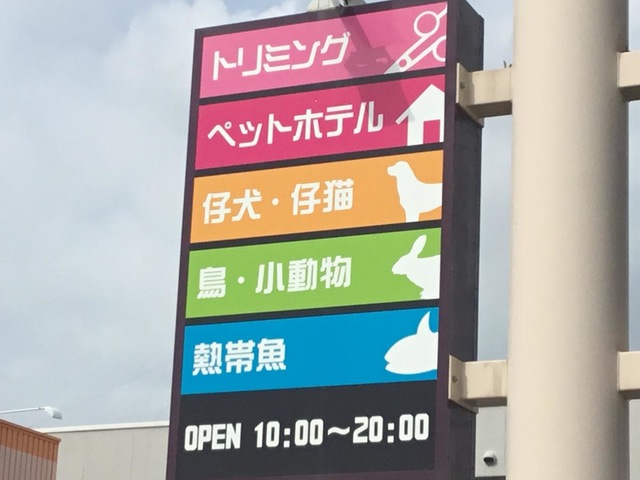 トリミング
ペットホテル
仔犬・仔猫
鳥・小動物
熱帯魚
OPEN 10:00～20:00